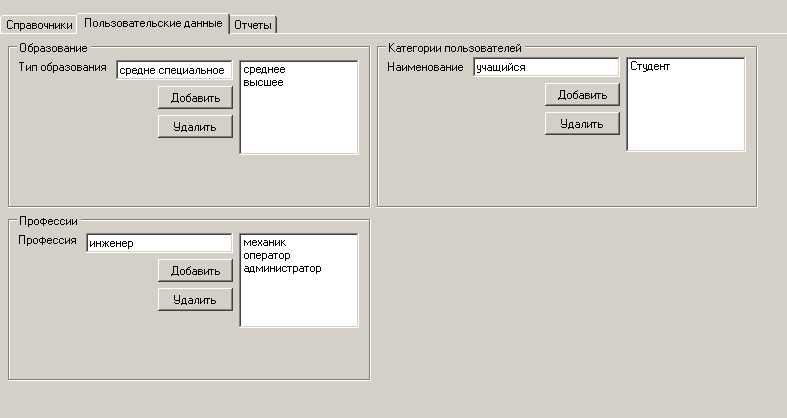 Справочники Пользовательские данные Отчеты
Образование
Тип образования средне специальное
среднее
высшее
Добавить
Удалить
Категории пользователей
Наименование учащийся
Студент
Добавить
Удалить
Профессии
Профессия инженер
механик
оператор
администратор
Добавить
Удалить